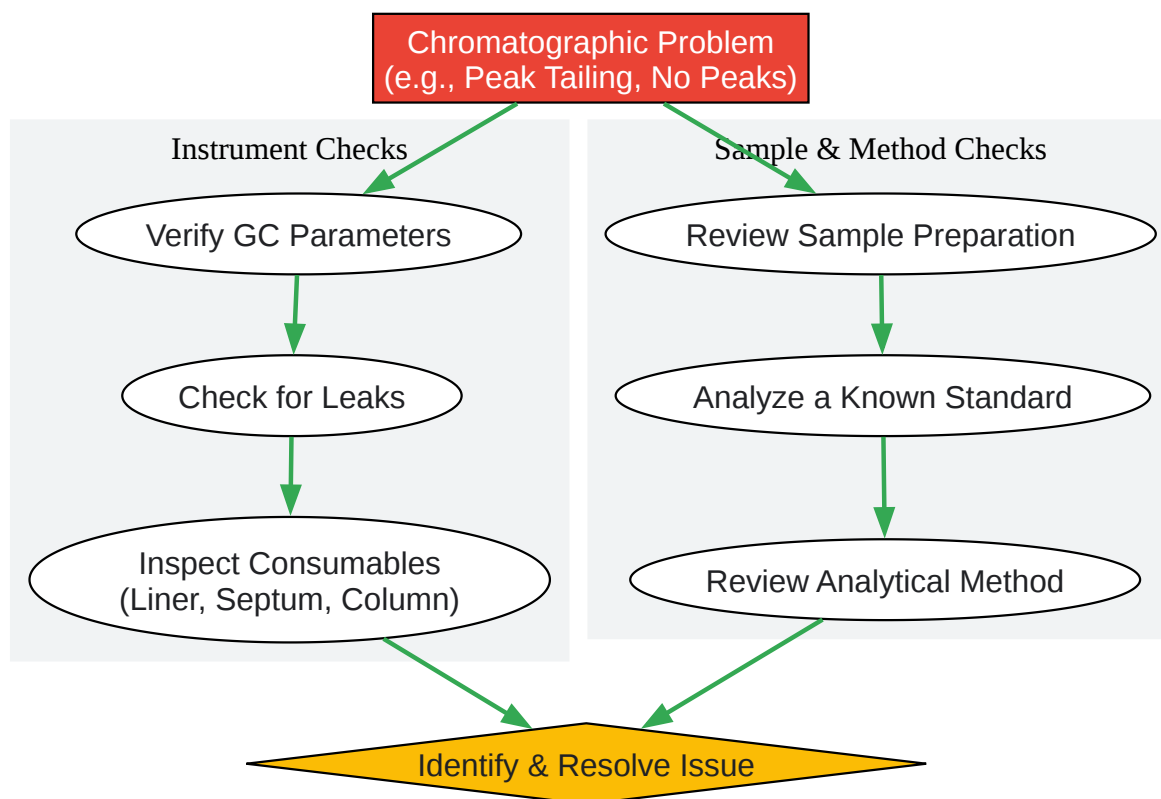 Chromatographic Problem
(e.g., Peak Tailing, No Peaks)
Instrument Checks
Verify GC Parameters
Check for Leaks
Inspect Consumables
(Liner, Septum, Column)
Sample & Method Checks
Review Sample Preparation
Analyze a Known Standard
Review Analytical Method
Identify & Resolve Issue